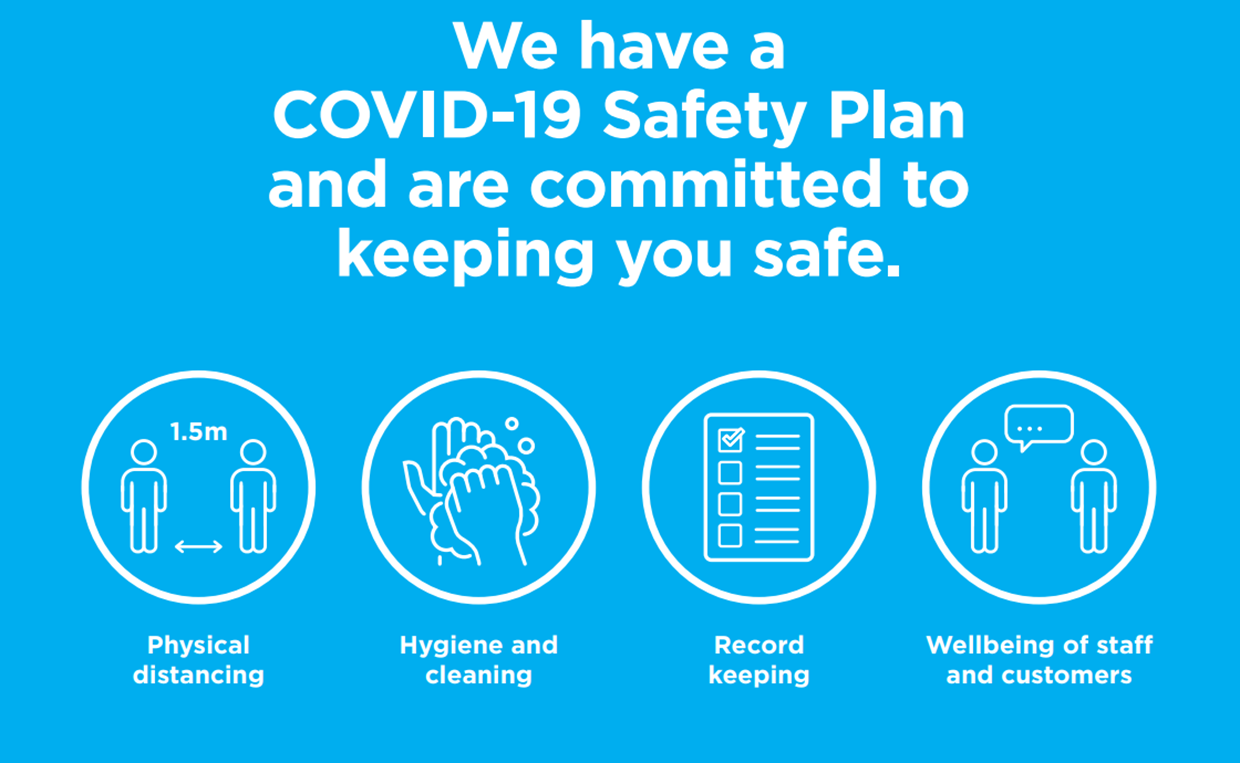 We have a
COVID-19 Safety Plan
and are committed to
keeping you safe.
1.5m
Physical
distancing
Hygiene and
cleaning
Record
keeping
Wellbeing of staff
and customers